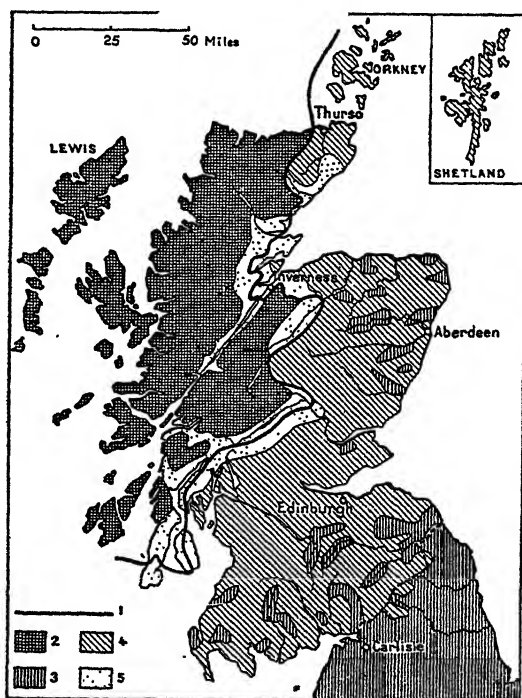 0 25 50 Miles
ORKNEY
Thurso
LEWIS
SHETLAND
Inverness
Aberdeen
Edinburgh
Carlisle
1
2 4
3 5